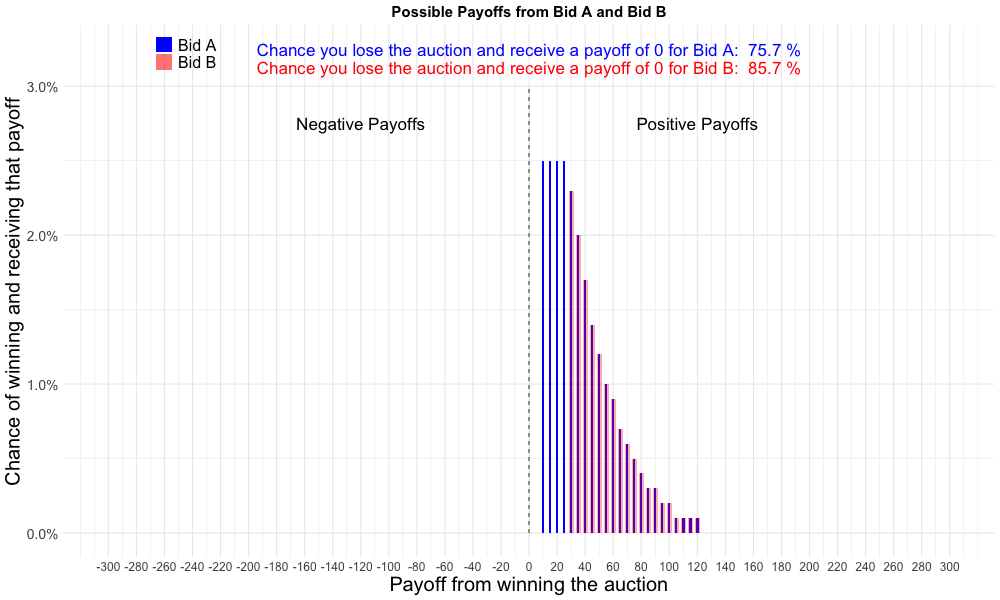 Possible Payoffs from Bid A and Bid B
Bid A
Bid B
Chance you lose the auction and receive a payoff of 0 for Bid A:  75.7 %
Chance you lose the auction and receive a payoff of 0 for Bid B:  85.7 %
Negative Payoffs
Positive Payoffs
Chance of winning and receiving that payoff
3.0%
2.0%
1.0%
0.0%
-300 -280 -260 -240 -220 -200 -180 -160 -140 -120 -100 -80 -60 -40 -20 0 20 40 60 80 100 120 140 160 180 200 220 240 260 280 300
Payoff from winning the auction